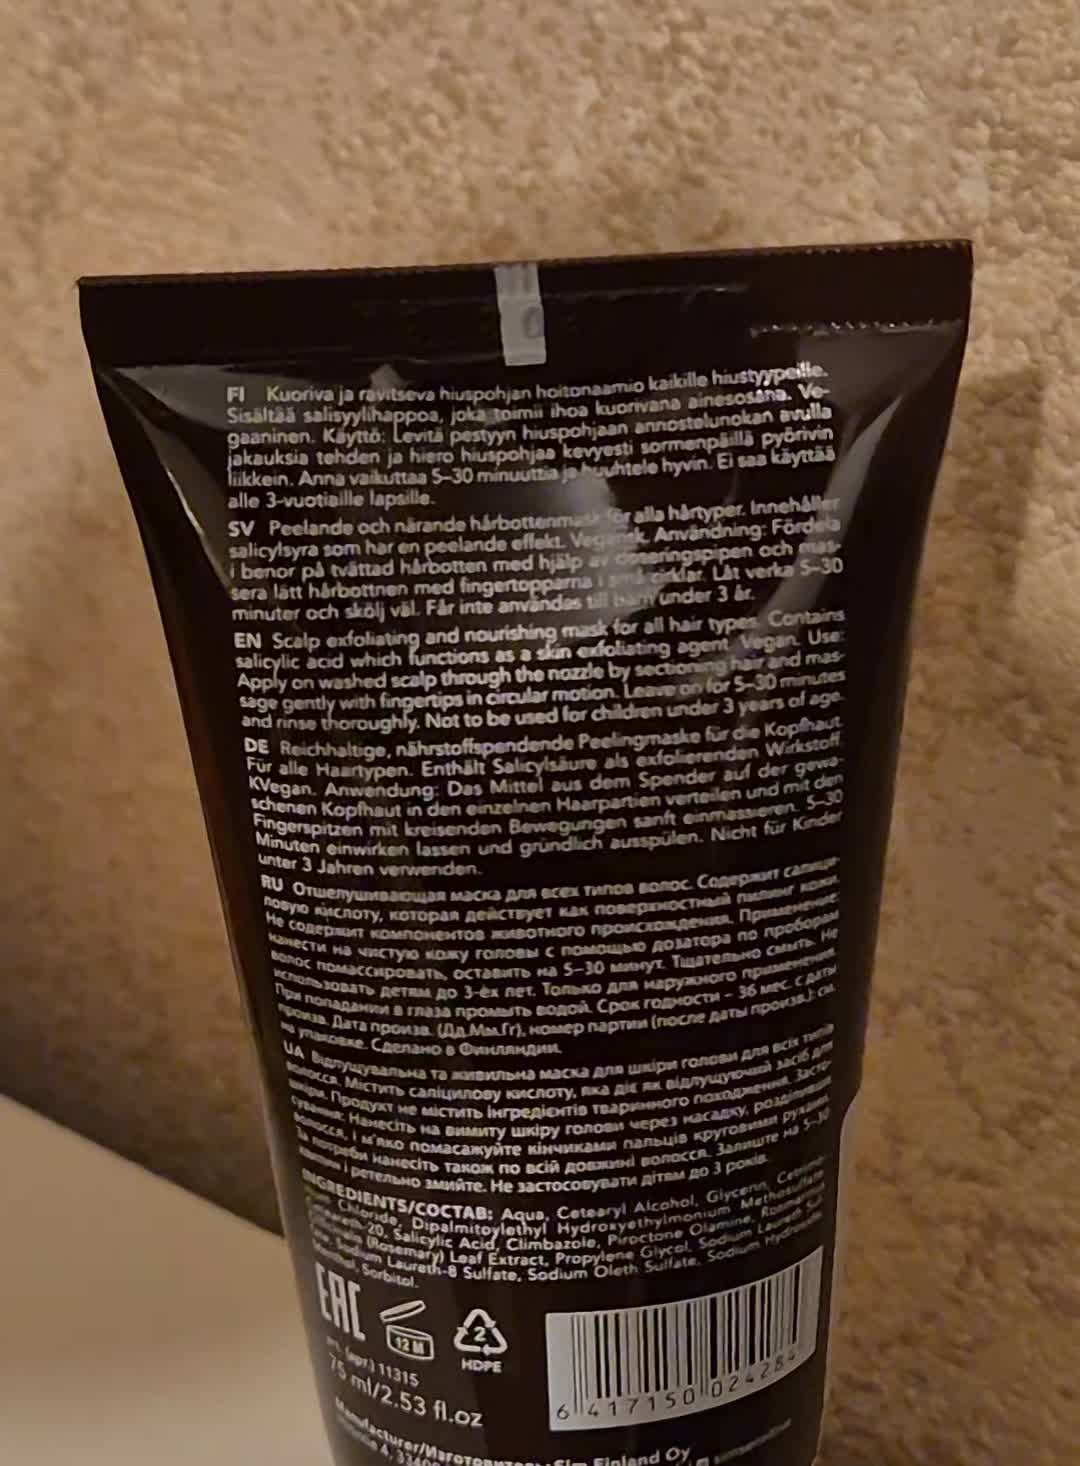 FI Kuoriva ja ravitseva hiuspohjan hoitonaamio kaikille hiustyypeille.
Sisältää salisyylihappoa, joka toimii ihoa kuorivana ainesosana. Ve-
gaaninen. Käyttö: Levitä pestyyn hiuspohjaan annostelunokan avulla
jakauksia tehden ja hiero hiuspohjaa kevyesti sormenpäillä pyörivin
liikkein. Anna vaikuttaa 5-30 minuuttia ja huuhtele hyvin. Ei saa käyttää
alle 3-vuotiaille lapsille.
SV Peelande och närande hårbottenmask för alla hårtyper. Innehåller
salicylsyra som har en peelande effekt. Vegansk. Användning: Fördela
i benor på tvättad hårbotten med hjälp av doseringspipen och mas-
sera lätt hårbottnen med fingertopparna i små cirklar. Låt verka 5-30
minuter och skölj väl. Får inte användas till barn under 3 år.
EN Scalp exfoliating and nourishing mask for all hair types. Contains
salicylic acid which functions as a skin exfoliating agent. Vegan. Use:
Apply on washed scalp through the nozzle by sectioning hair and mas-
sage gently with fingertips in circular motion. Leave on for 5-30 minutes
and rinse thoroughly. Not to be used for children under 3 years of age.
DE Reichhaltige, nährstoffspendende Peelingmaske für die Kopfhaut.
Für alle Haartypen. Enthält Salicylsäure als exfolierenden Wirkstoff.
KVegan. Anwendung: Das Mittel aus dem Spender auf der gewa-
schenen Kopfhaut in den einzelnen Haarpartien verteilen und mit den
Fingerspitzen mit kreisenden Bewegungen sanft einmassieren. 5-30
Minuten einwirken lassen und gründlich ausspülen. Nicht für Kinder
unter 3 Jahren verwenden.
RU Отшелушивающая маска для всех типов волос. Содержит салици-
ловую кислоту, которая действует как поверхностный пилинг кожи.
Не содержит компонентов животного происхождения. Применение:
нанести на чистую кожу головы с помощью дозатора по проборам
волос помассировать, оставить на 5-30 минут. Тщательно смыть. Не
использовать детям до 3-ёх лет. Только для наружного применения.
При попадании в глаза промыть водой. Срок годности - 36 мес. с даты
произв. Дата произв. (Дд.Мм.Гг), номер партии (после даты произв.): см.
на упаковке. Сделано в Финляндии.
UA Відлущувальна та живильна маска для шкіри голови для всіх типів
волосся. Містить саліцилову кислоту, яка діє як відлущуючий засіб для
шкіри. Продукт не містить інгредієнтів тваринного походження. Засто-
сування: Нанесіть на вимиту шкіру голови через насадку, розділивши
волосся, і м'яко помасажуйте кінчиками пальців круговими рухами.
За потреби нанесіть також по всій довжині волосся. Залиште на 5-30
хвилин і ретельно змийте. Не застосовувати дітям до 3 років.
INGREDIENTS/СОСТАВ: Aqua, Cetearyl Alcohol, Glycerin, Cetrimo-
Chloride, Dipalmitoylethyl Hydroxyethylmonium Methosulfate,
Ceteareth-20, Salicylic Acid, Climbazole, Piroctone Olamine, Rosmarinus
(Rosemary) Leaf Extract, Propylene Glycol, Sodium Laureth Sul-
Sodium Laureth-8 Sulfate, Sodium Oleth Sulfate, Sodium Hydroxide,
Sorbitol.
EAC
12 M
2
HDPE
(арт.) 11315
75 ml/2.53 fl.oz
6 417150 024284
Manufacturer/Изготовитель: Sim Finland Oy